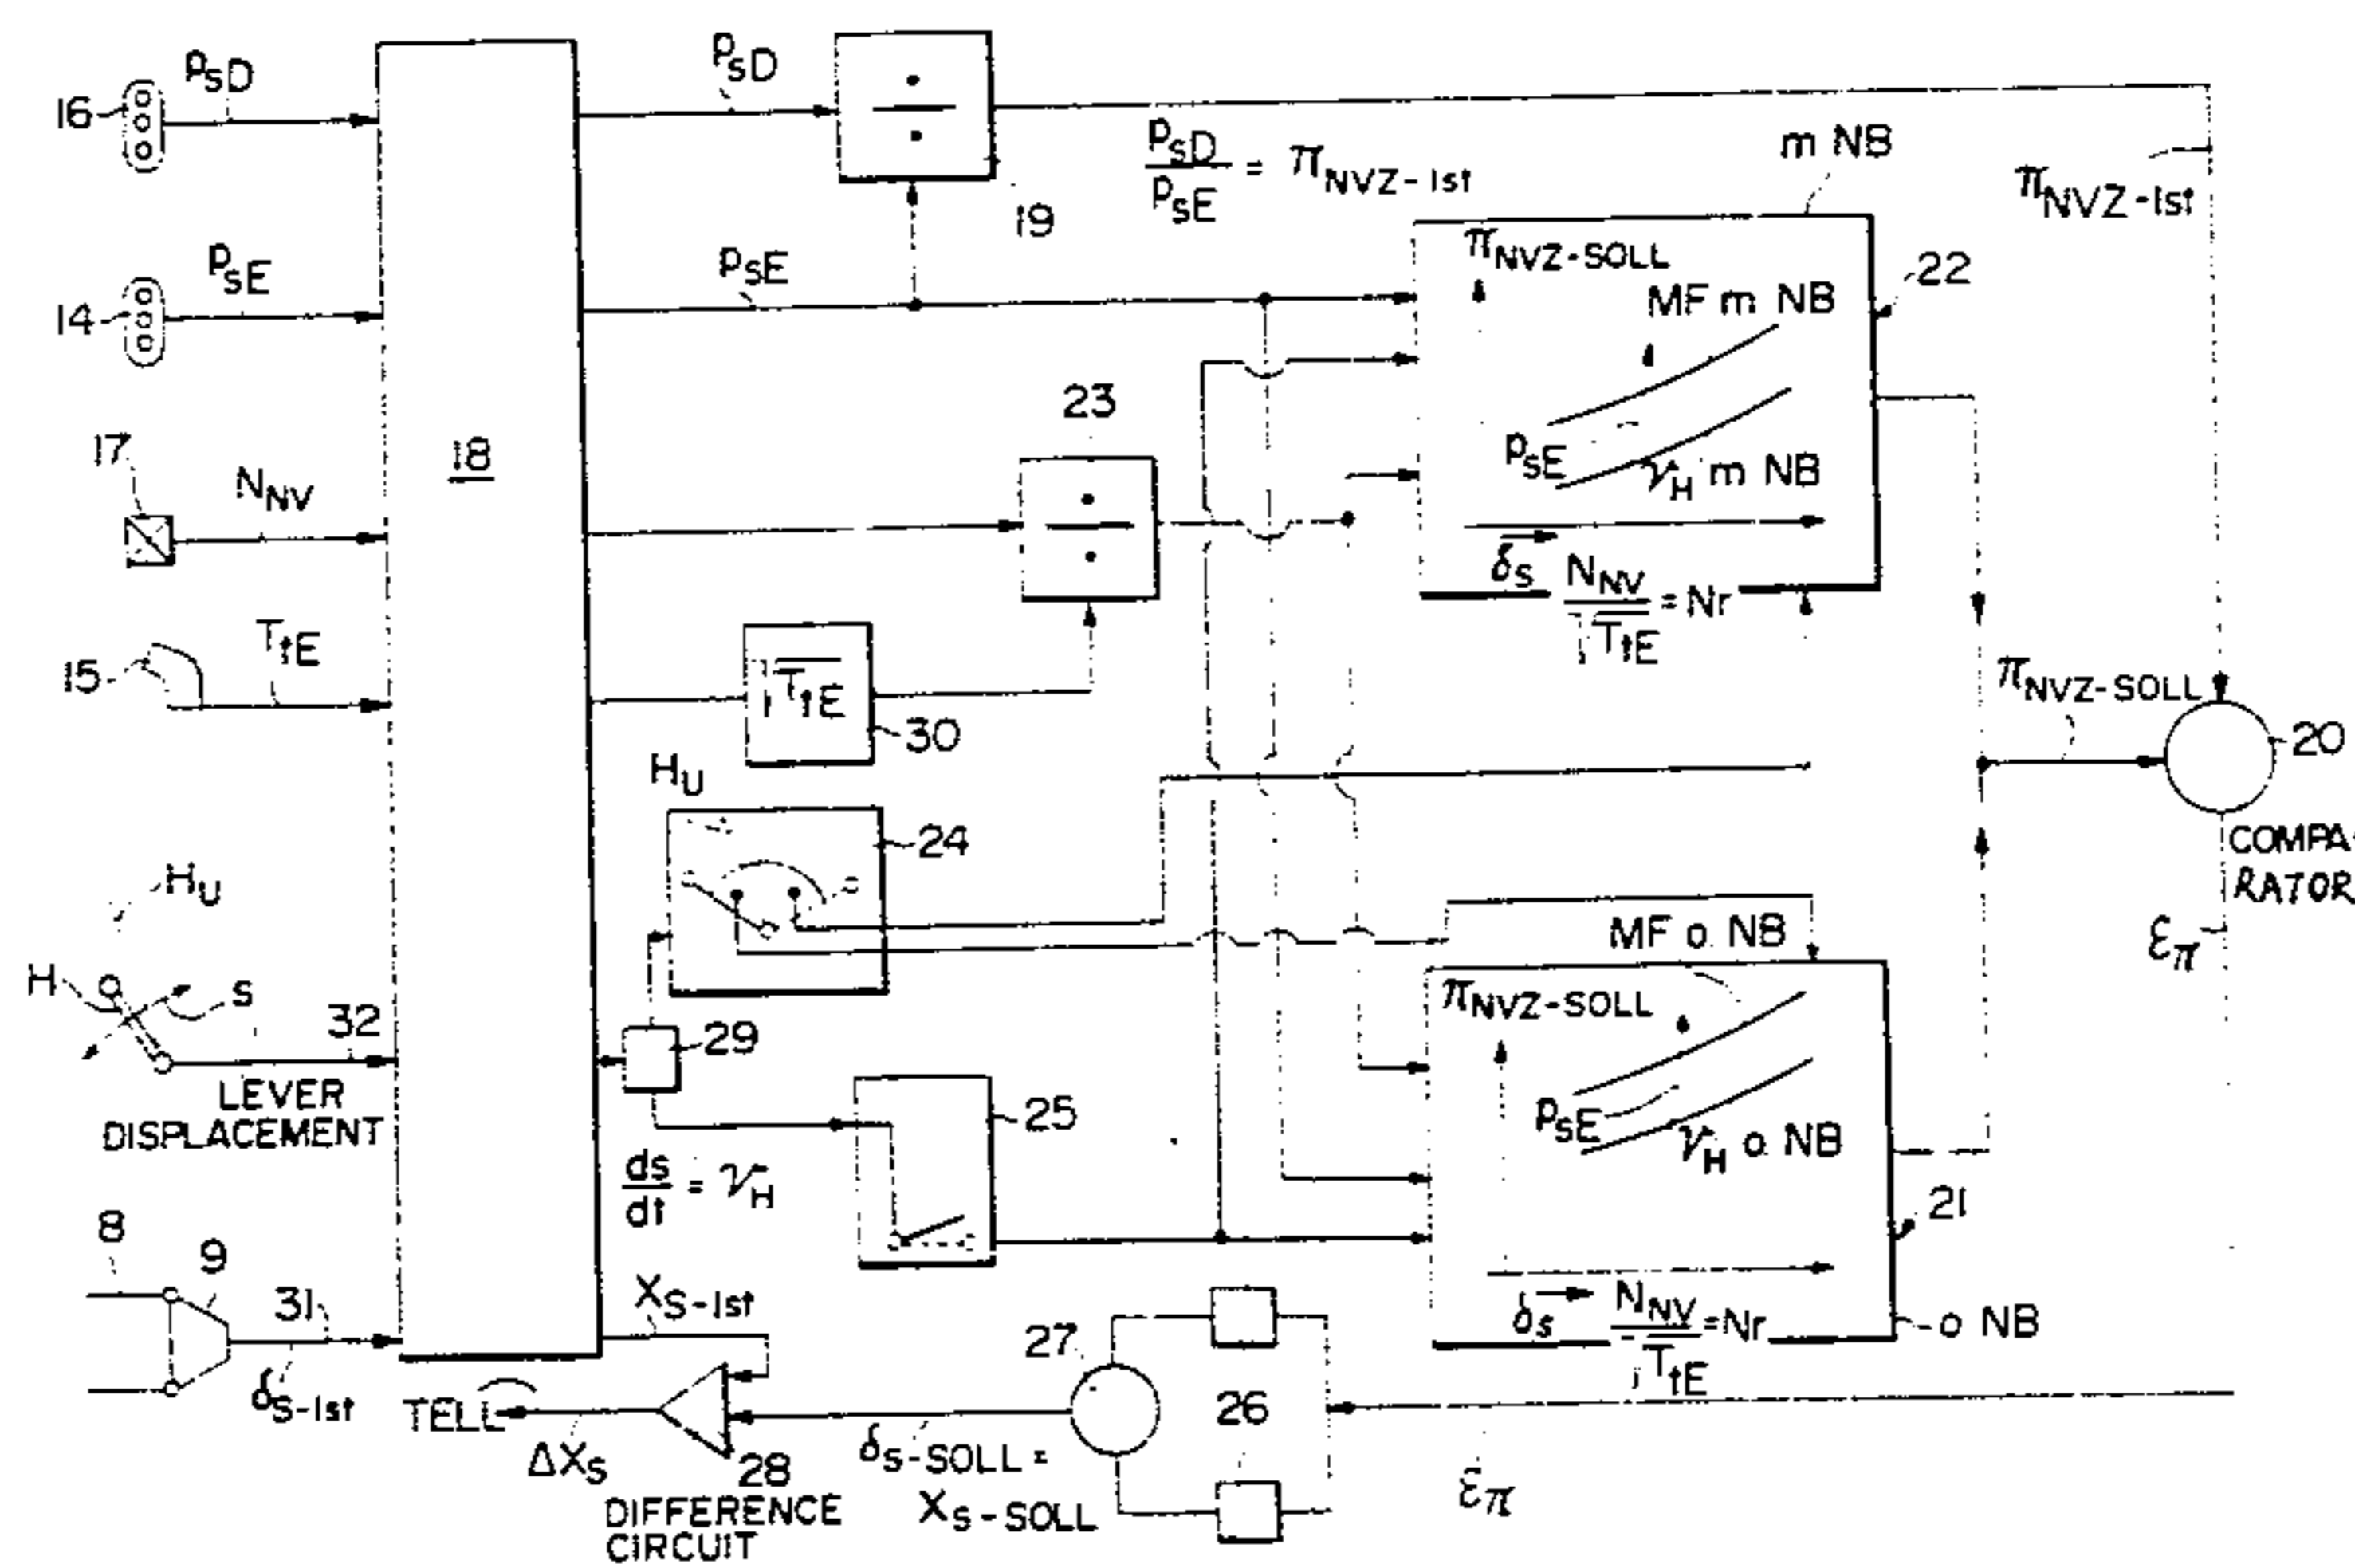 16
PsD
PsD
PsD/PsE = πNVZ-Ist
19
m NB
πNVZ-Ist
14
PsE
PsE
πNVZ-SOLL
MF m NB
22
PsE
𝓋H m NB
δs NNV/√TtE = Nr
17
NNV
18
23
15
TtE
√TtE
30
πNVZ-SOLL
20
COMPA-
RATOR
επ
HU
24
HU
H
s
32
LEVER
DISPLACEMENT
29
ds/dt = 𝓋H
25
MF o. NB
πNVZ-SOLL
PsE
𝓋H o. NB
21
δs NNV/√TtE = Nr
o NB
8
9
31
δS-Ist
XS-Ist
TELL
ΔXS
28
DIFFERENCE
CIRCUIT
δS-SOLL =
XS-SOLL
27
26
επ